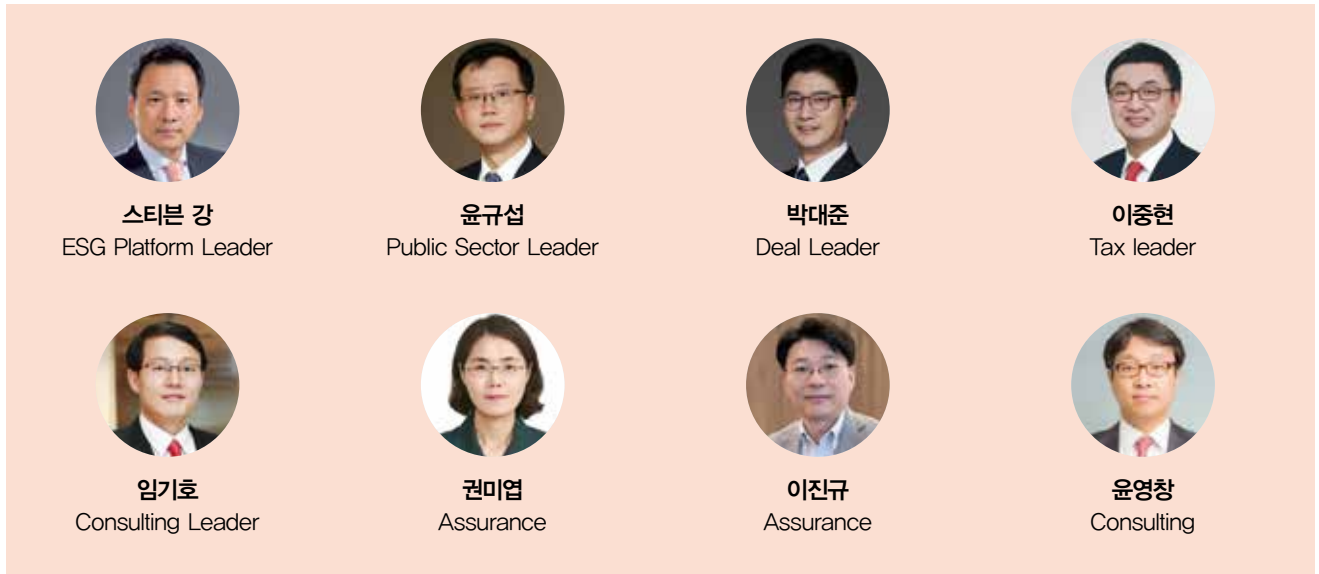 스티븐 강
ESG Platform Leader
윤규섭
Public Sector Leader
박대준
Deal Leader
이중현
Tax leader
임기호
Consulting Leader
권미엽
Assurance
이진규
Assurance
윤영창
Consulting